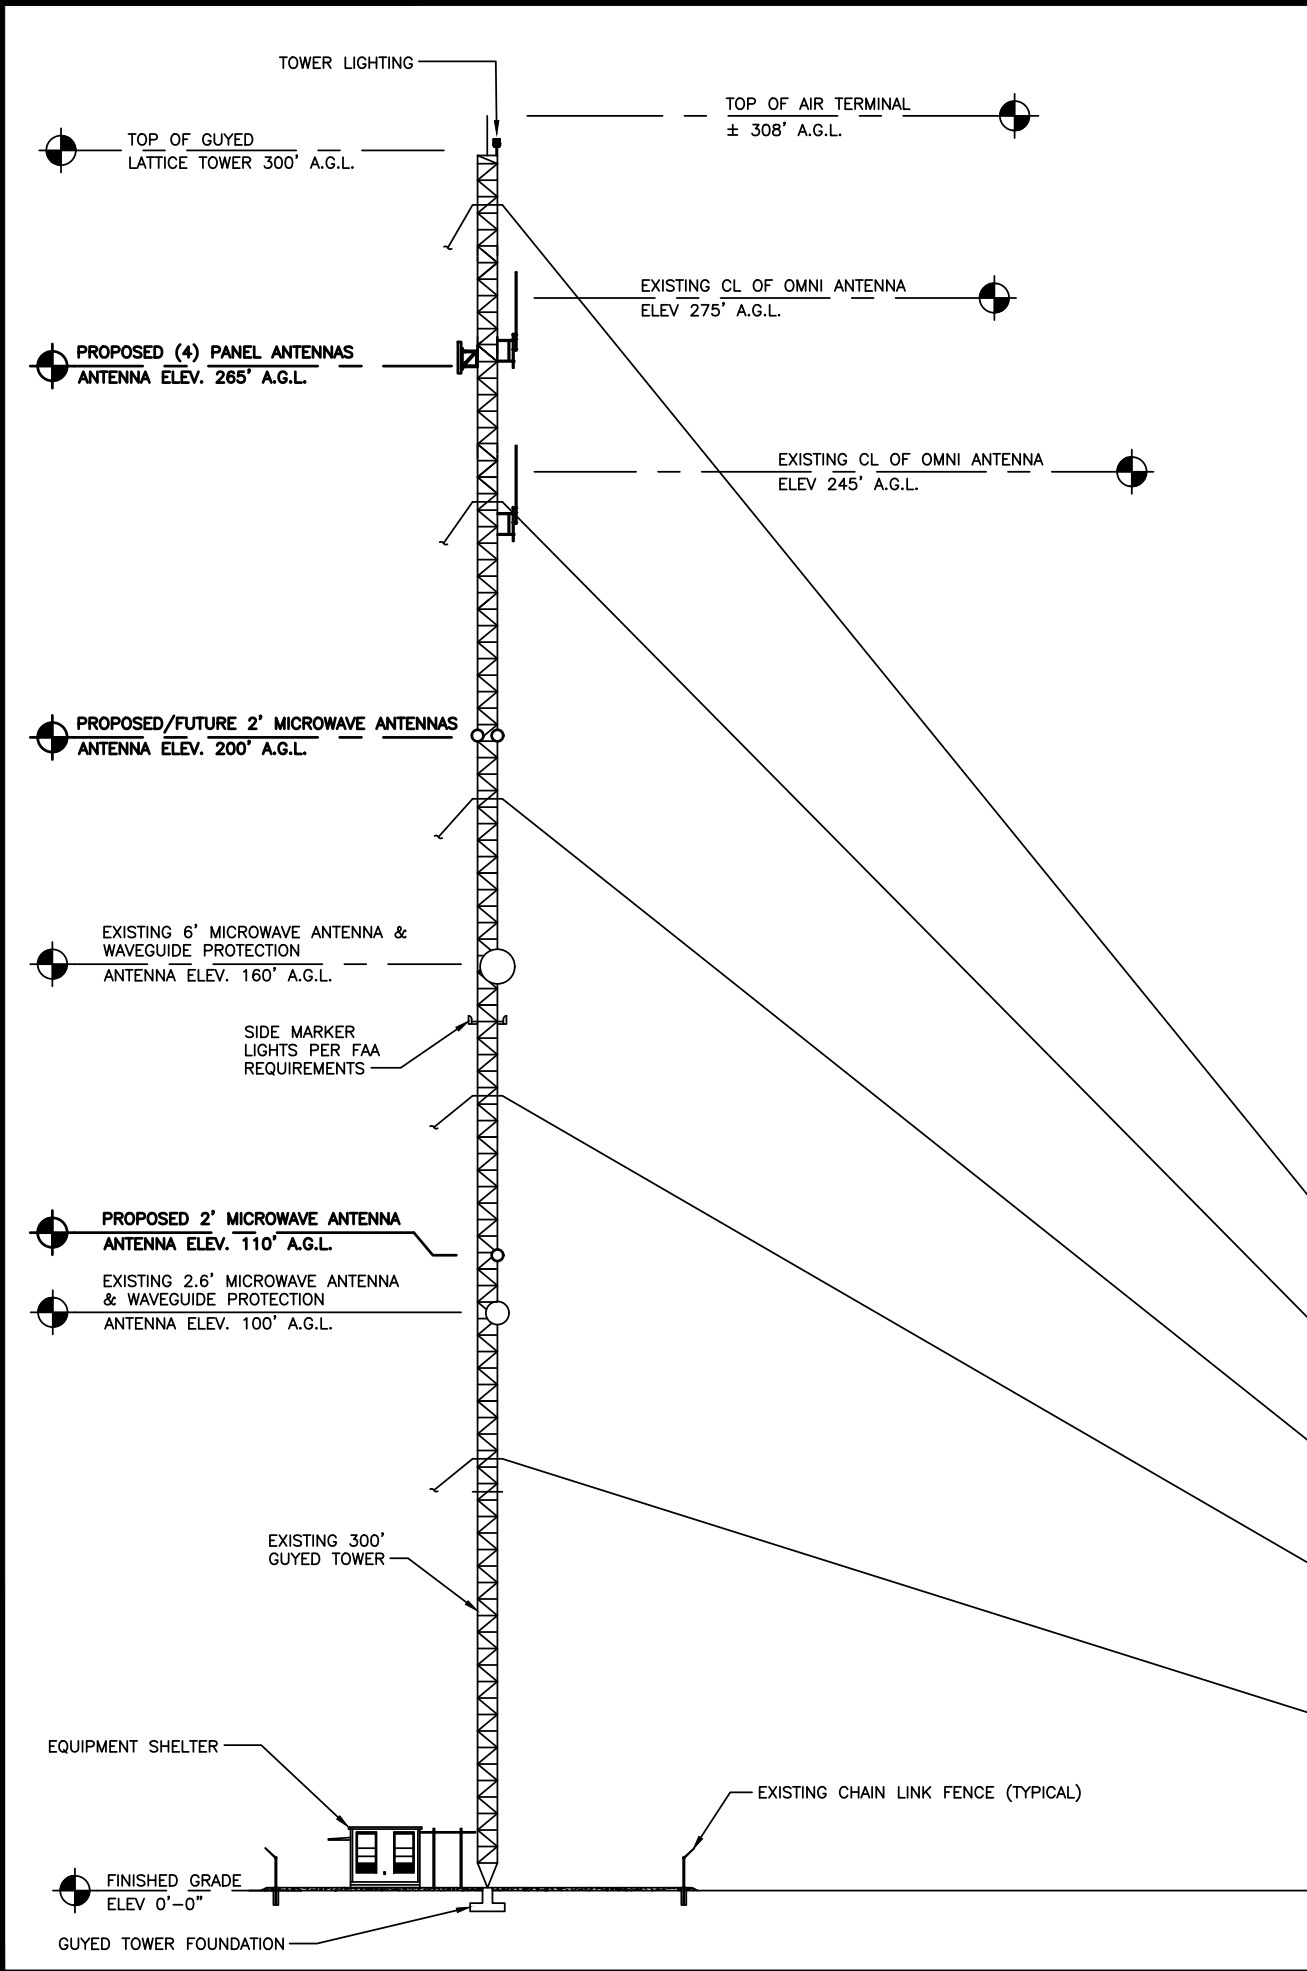 TOWER LIGHTING
TOP OF AIR TERMINAL
± 308' A.G.L.
TOP OF GUYED
LATTICE TOWER 300' A.G.L.
EXISTING CL OF OMNI ANTENNA
ELEV 275' A.G.L.
PROPOSED (4) PANEL ANTENNAS
ANTENNA ELEV. 265' A.G.L.
EXISTING CL OF OMNI ANTENNA
ELEV 245' A.G.L.
PROPOSED/FUTURE 2' MICROWAVE ANTENNAS
ANTENNA ELEV. 200' A.G.L.
EXISTING 6' MICROWAVE ANTENNA &
WAVEGUIDE PROTECTION
ANTENNA ELEV. 160' A.G.L.
SIDE MARKER
LIGHTS PER FAA
REQUIREMENTS
PROPOSED 2' MICROWAVE ANTENNA
ANTENNA ELEV. 110' A.G.L.
EXISTING 2.6' MICROWAVE ANTENNA
& WAVEGUIDE PROTECTION
ANTENNA ELEV. 100' A.G.L.
EXISTING 300'
GUYED TOWER
EQUIPMENT SHELTER
EXISTING CHAIN LINK FENCE (TYPICAL)
FINISHED GRADE
ELEV 0'-0"
GUYED TOWER FOUNDATION